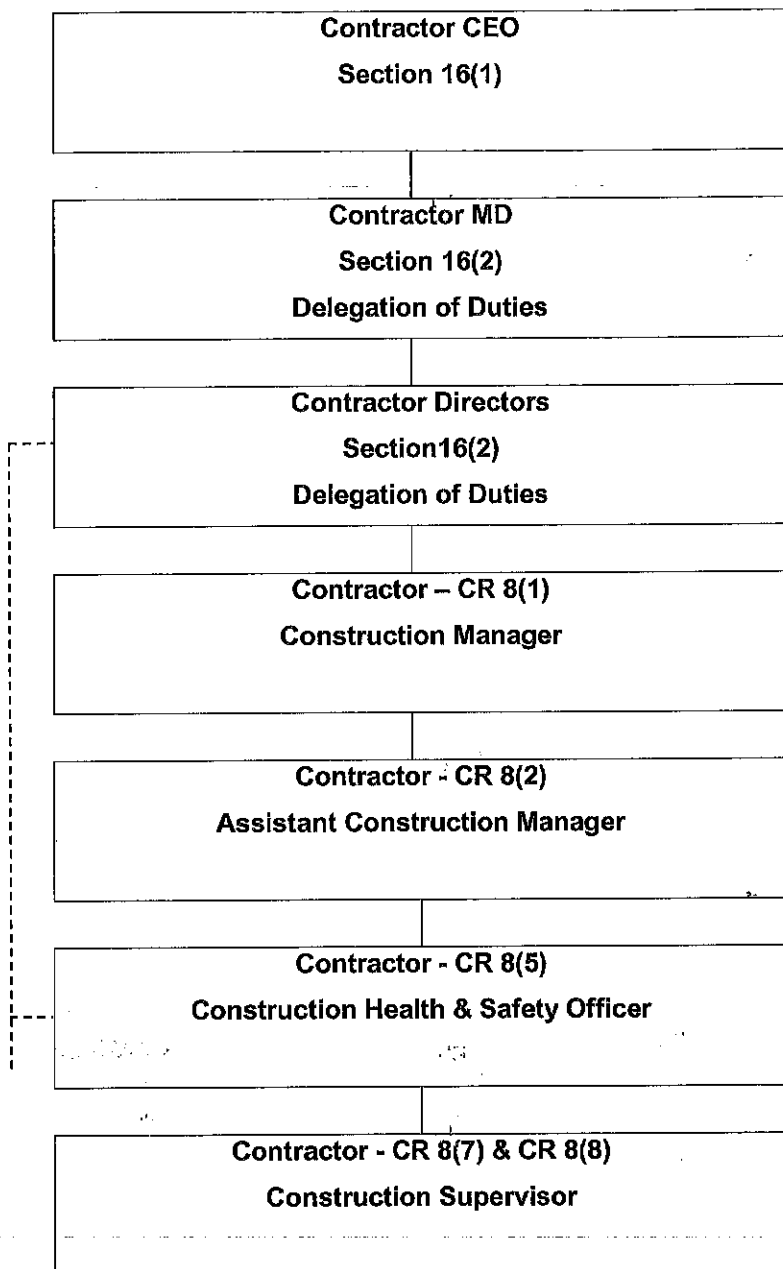 Contractor CEO
Section 16(1)
Contractor MD
Section 16(2)
Delegation of Duties
Contractor Directors
Section16(2)
Delegation of Duties
Contractor – CR 8(1)
Construction Manager
Contractor - CR 8(2)
Assistant Construction Manager
Contractor - CR 8(5)
Construction Health & Safety Officer
Contractor - CR 8(7) & CR 8(8)
Construction Supervisor